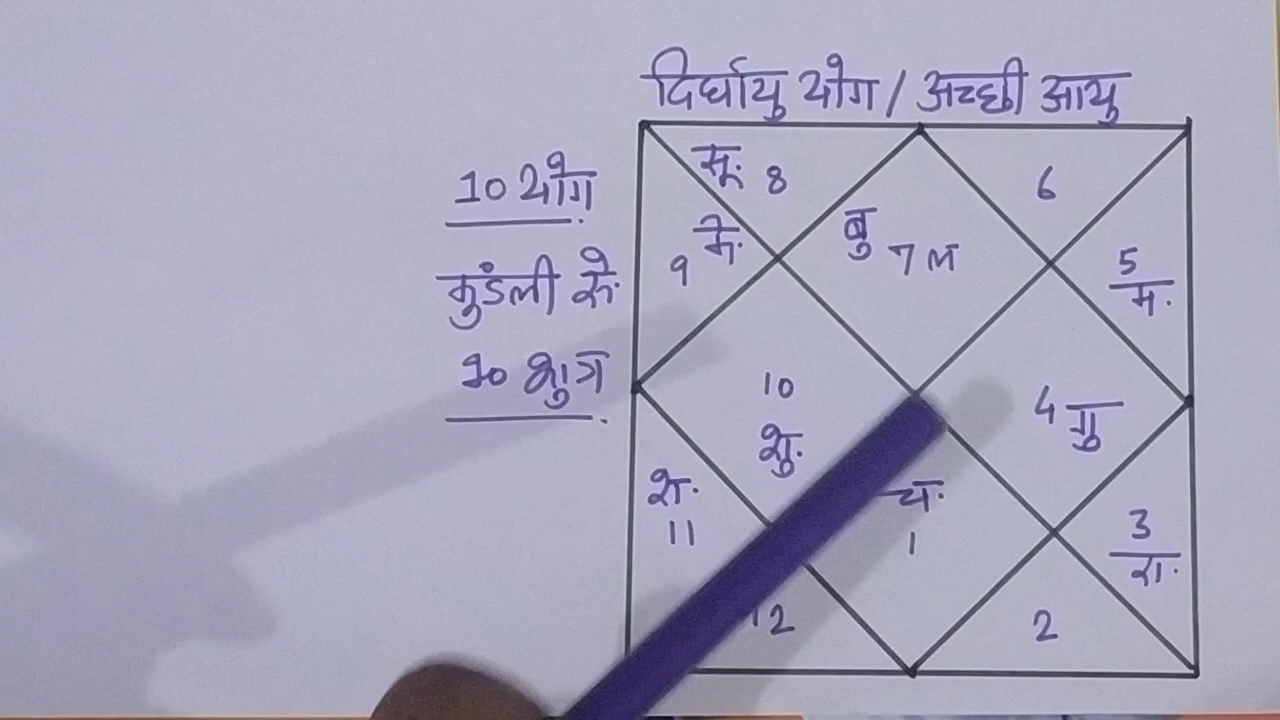 दिर्घायु योग / अच्छी आयु
10 योग
कुंडली से
10 शुत्र
सू. 8
6
बु 7 ल
9 के.
5 म.
10 शु.
4 गु
श. 11
च. 1
3 रा.
12
2